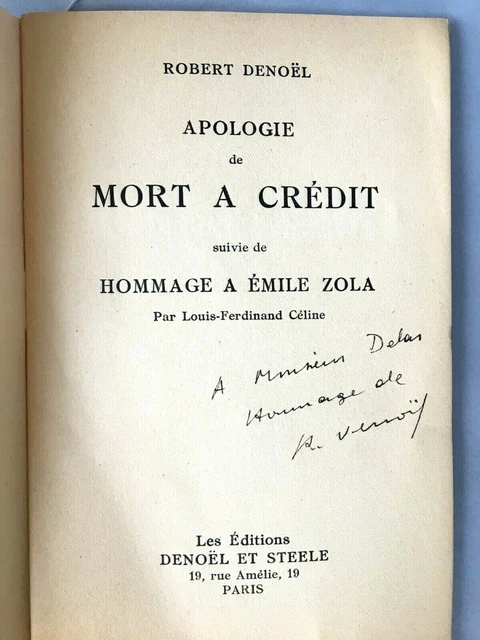 ROBERT DENOËL
APOLOGIE
de
MORT A CRÉDIT
suivie de
HOMMAGE A ÉMILE ZOLA
Par Louis-Ferdinand Céline
A Monsieur
Hommage de
R. Denoël
Les Éditions
DENOËL ET STEELE
19, rue Amélie, 19
PARIS